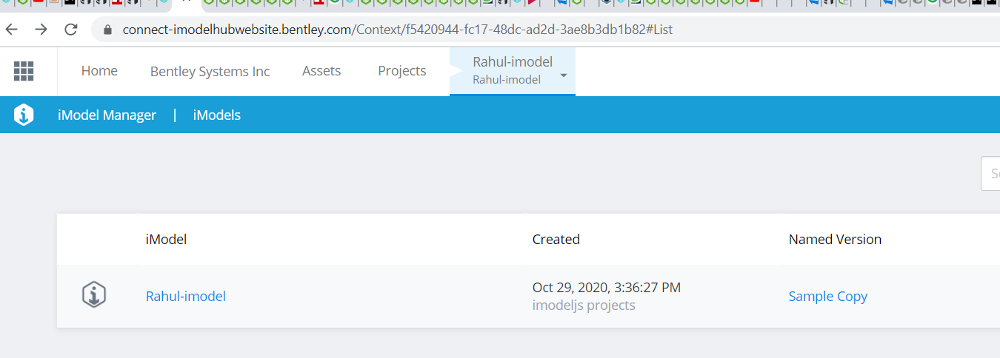 connect-imodelhubwebsite.bentley.com/Context/f5420944-fc17-48dc-ad2d-3ae8b3db1b82#List
Home Bentley Systems Inc Assets Projects Rahul-imodel
Rahul-imodel
iModel Manager | iModels
iModel Created Named Version
Rahul-imodel Oct 29, 2020, 3:36:27 PM Sample Copy
imodeljs projects